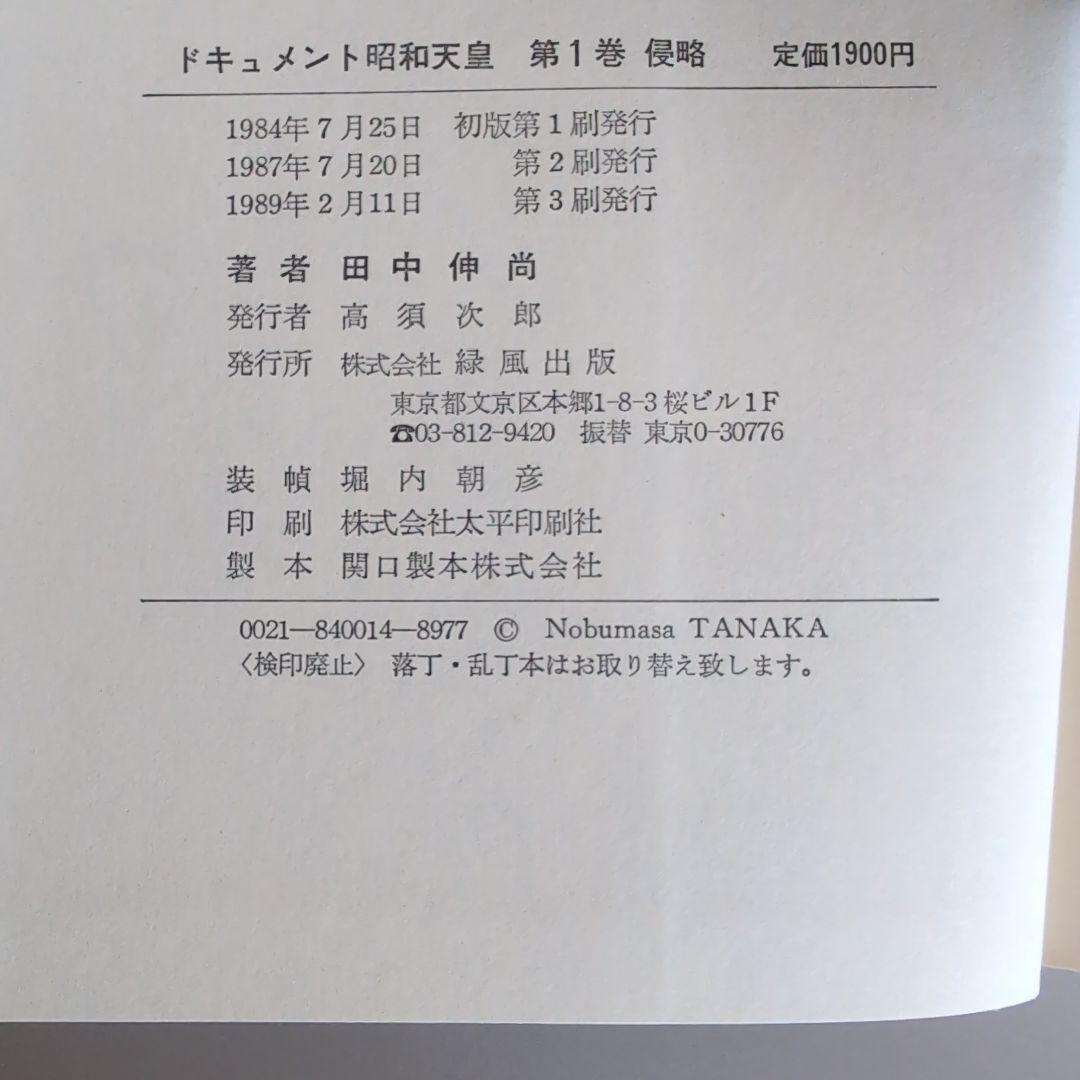 ドキュメント昭和天皇　第1巻 侵略　　定価1900円
1984年7月25日　初版第1刷発行
1987年7月20日　第2刷発行
1989年2月11日　第3刷発行
著者　田中伸尚
発行者　高須次郎
発行所　株式会社 緑風出版
東京都文京区本郷1-8-3桜ビル1F
☎03-812-9420　振替 東京0-30776
装幀　堀内朝彦
印刷　株式会社太平印刷社
製本　関口製本株式会社
0021―840014―8977　©　Nobumasa TANAKA
〈検印廃止〉　落丁・乱丁本はお取り替え致します。